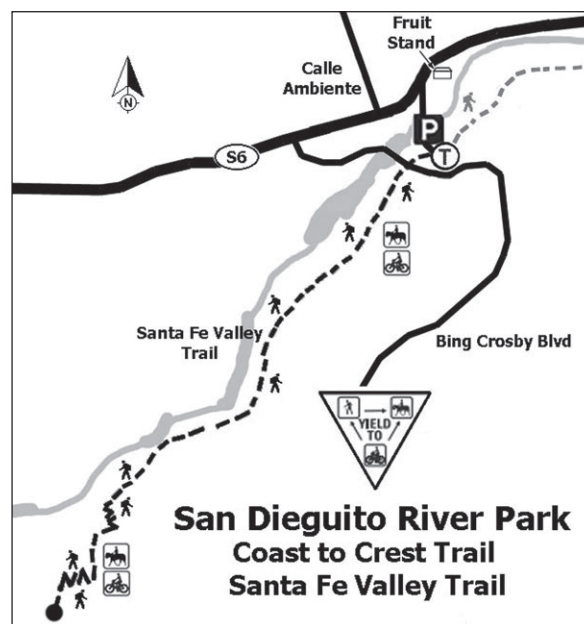 Fruit
Stand
Calle
Ambiente
P
T
S6
N
Santa Fe Valley
Trail
Bing Crosby Blvd
YIELD
TO
San Dieguito River Park
Coast to Crest Trail
Santa Fe Valley Trail